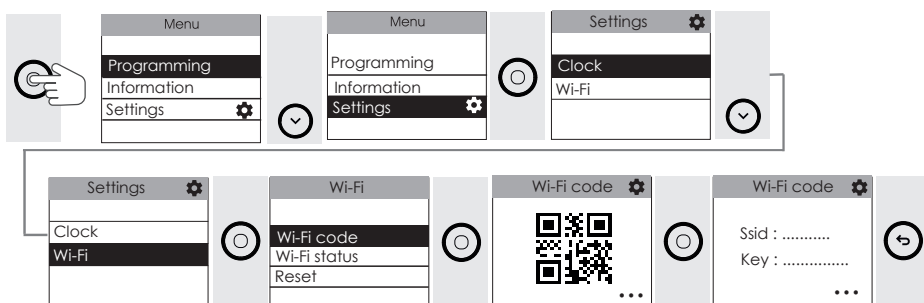 Menu
Programming
Information
Settings
Menu
Programming
Information
Settings
Settings
Clock
Wi-Fi
Settings
Clock
Wi-Fi
Wi-Fi
Wi-Fi code
Wi-Fi status
Reset
Wi-Fi code
...
Wi-Fi code
Ssid : ...........
Key : ..............
...